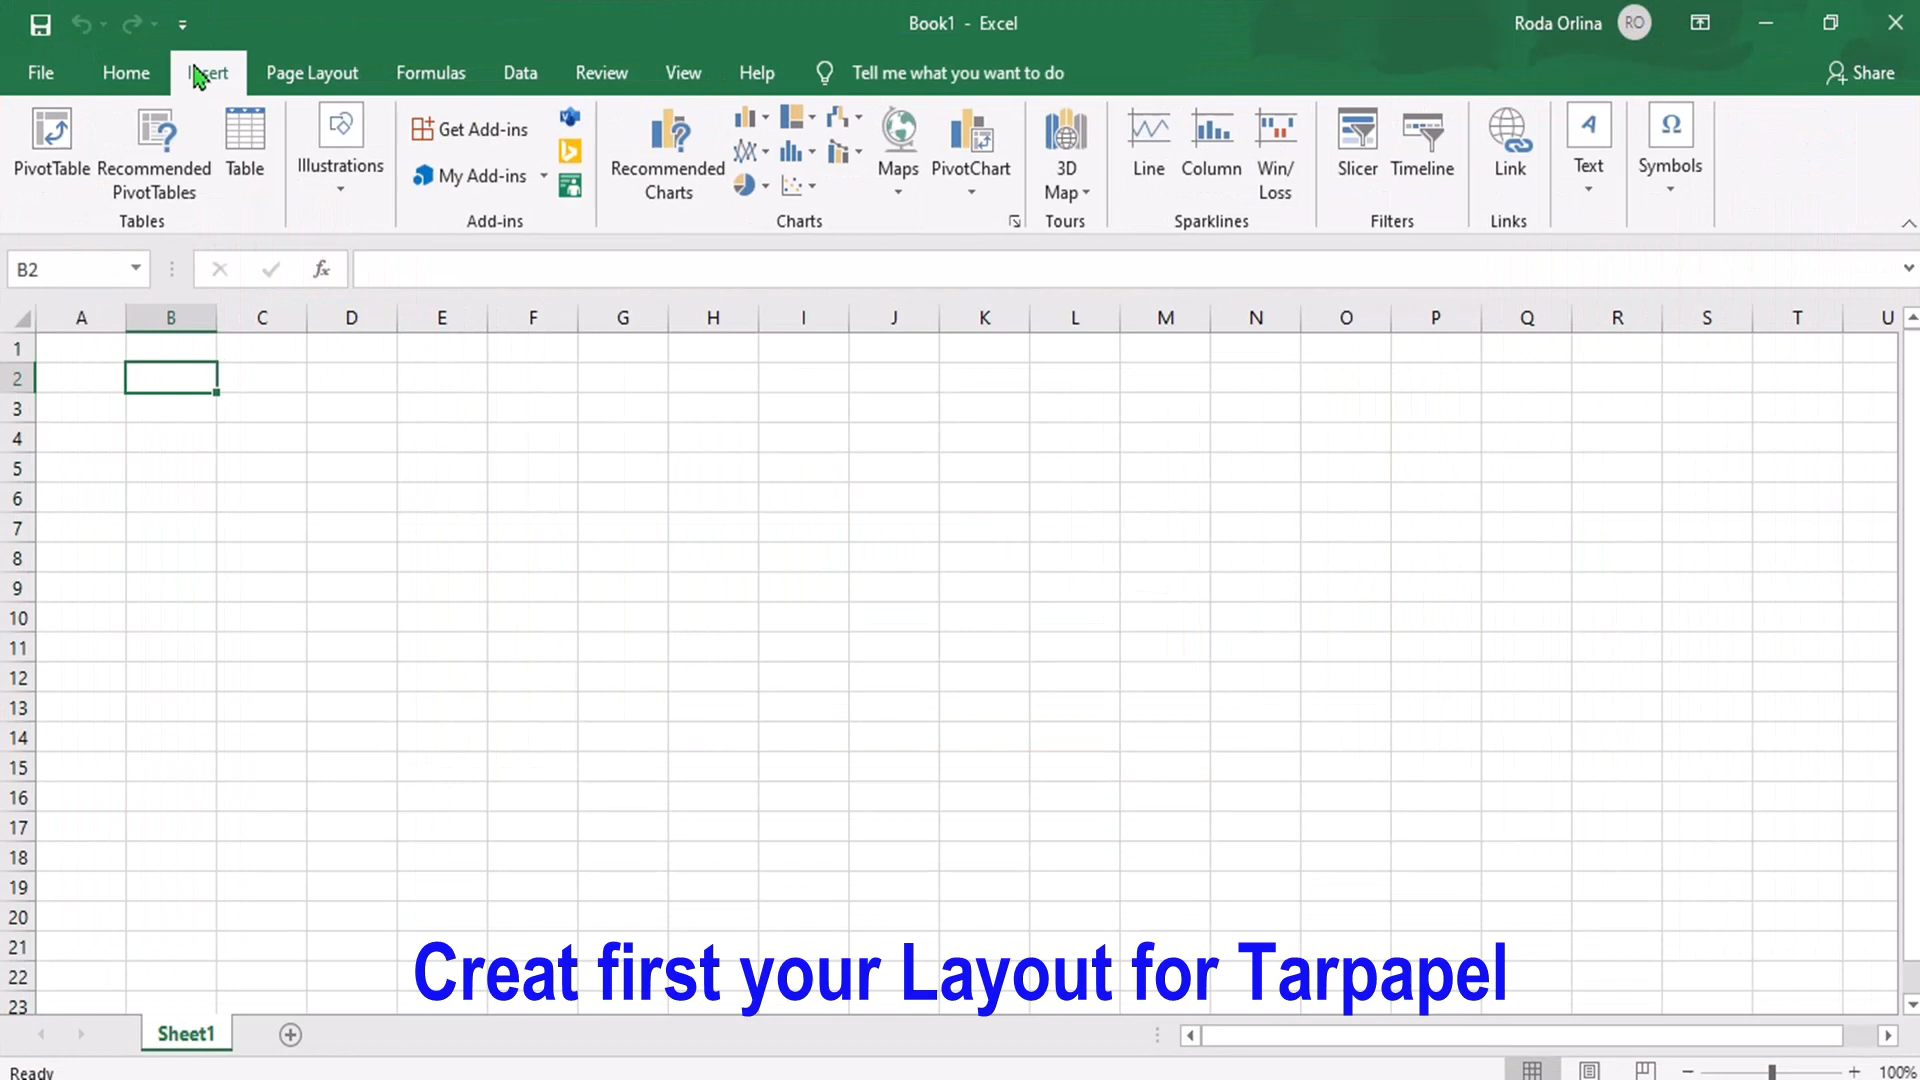 Book1 - Excel
Roda Orlina RO
File Home Insert Page Layout Formulas Data Review View Help Tell me what you want to do Share
PivotTable Recommended PivotTables Table
Tables
Illustrations
Get Add-ins
My Add-ins
Add-ins
Recommended Charts
Maps PivotChart
Charts
3D Map
Tours
Line Column Win/Loss
Sparklines
Slicer Timeline
Filters
Link
Links
Text
Symbols
B2 fx
A B C D E F G H I J K L M N O P Q R S T U
1
2
3
4
5
6
7
8
9
10
11
12
13
14
15
16
17
18
19
20
21
22
23
Creat first your Layout for Tarpapel
Sheet1
Ready 100%